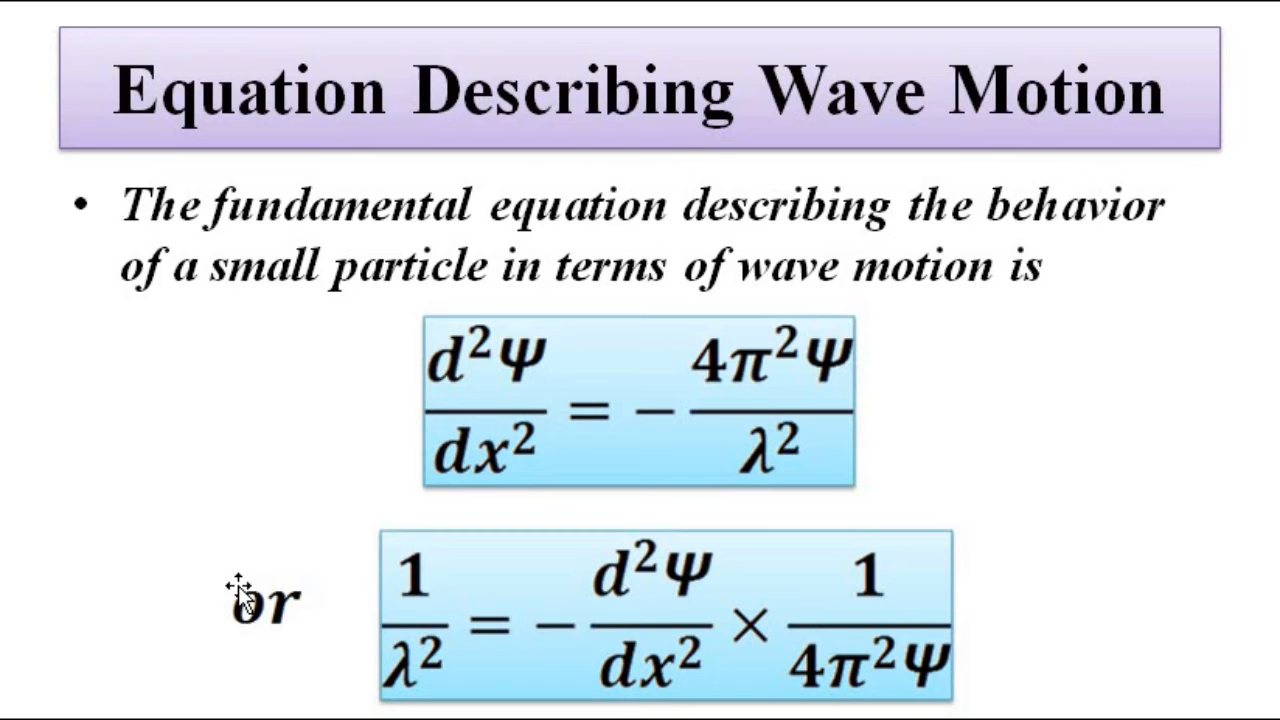 Equation Describing Wave Motion
• The fundamental equation describing the behavior
of a small particle in terms of wave motion is
d²Ψ/dx² = − 4π²Ψ/λ²
or 1/λ² = − d²Ψ/dx² × 1/4π²Ψ